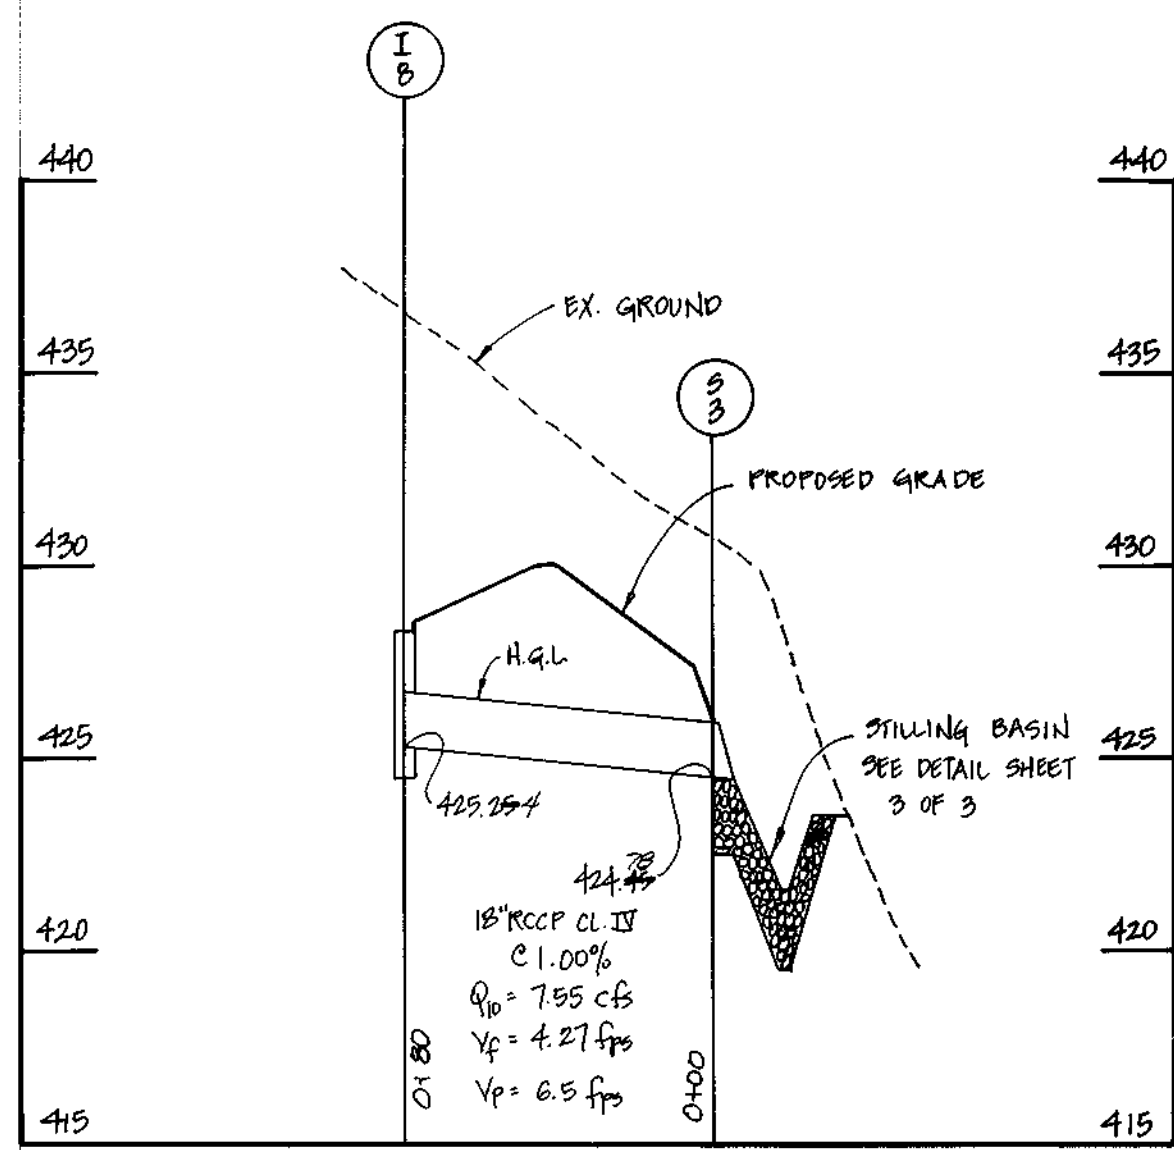 I
8
440
440
EX. GROUND
435
435
S
3
PROPOSED GRADE
430
430
H.G.L
STILLING BASIN
SEE DETAIL SHEET
3 OF 3
425
425
425.254
78
424.45
18" RCCP CL. IV
@ 1.00%
Q10 = 7.55 cfs
Vf = 4.27 fps
Vp = 6.5 fps
420
420
0+80
0+00
415
415